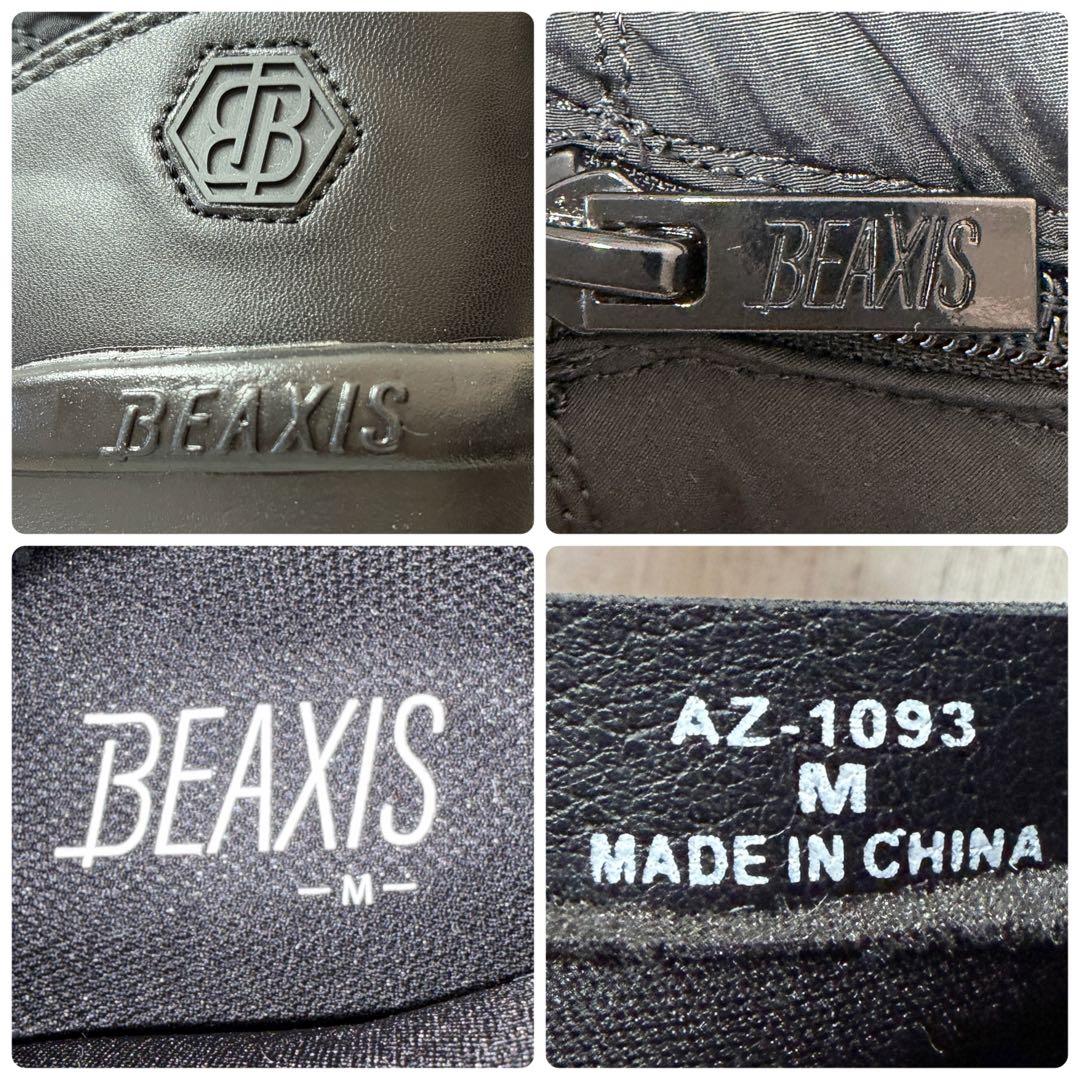 BEAXIS
BEAXIS
BEAXIS
-M-
AZ-1093
M
MADE IN CHINA